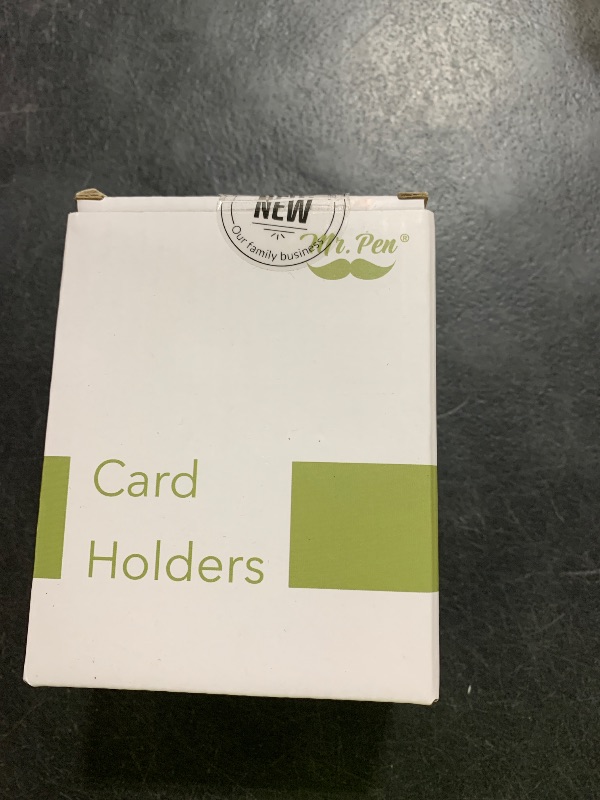 NEW
Our family business
Mr. Pen®
Card
Holders